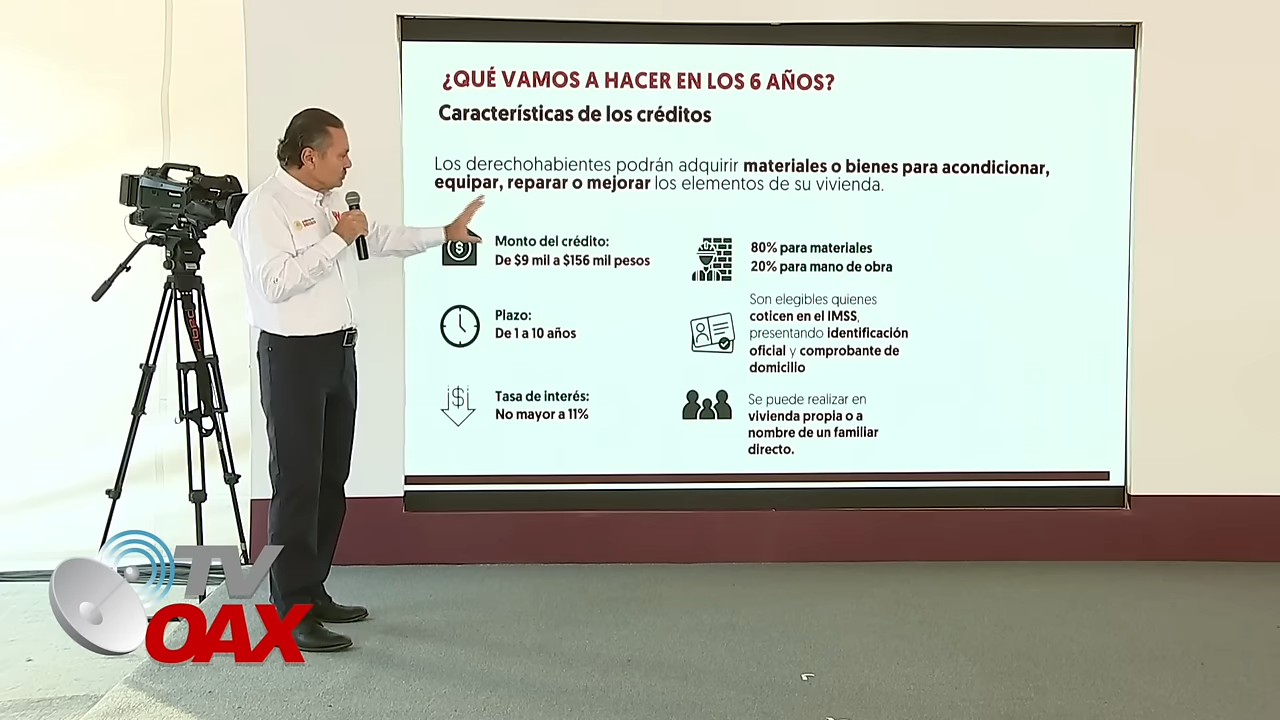 ¿QUÉ VAMOS A HACER EN LOS 6 AÑOS?
Características de los créditos
Los derechohabientes podrán adquirir materiales o bienes para acondicionar,
equipar, reparar o mejorar los elementos de su vivienda.
Monto del crédito:
De $9 mil a $156 mil pesos
Plazo:
De 1 a 10 años
Tasa de interés:
No mayor a 11%
80% para materiales
20% para mano de obra
Son elegibles quienes
coticen en el IMSS,
presentando identificación
oficial y comprobante de
domicilio
Se puede realizar en
vivienda propia o a
nombre de un familiar
directo.
Panasonic
TV
OAX